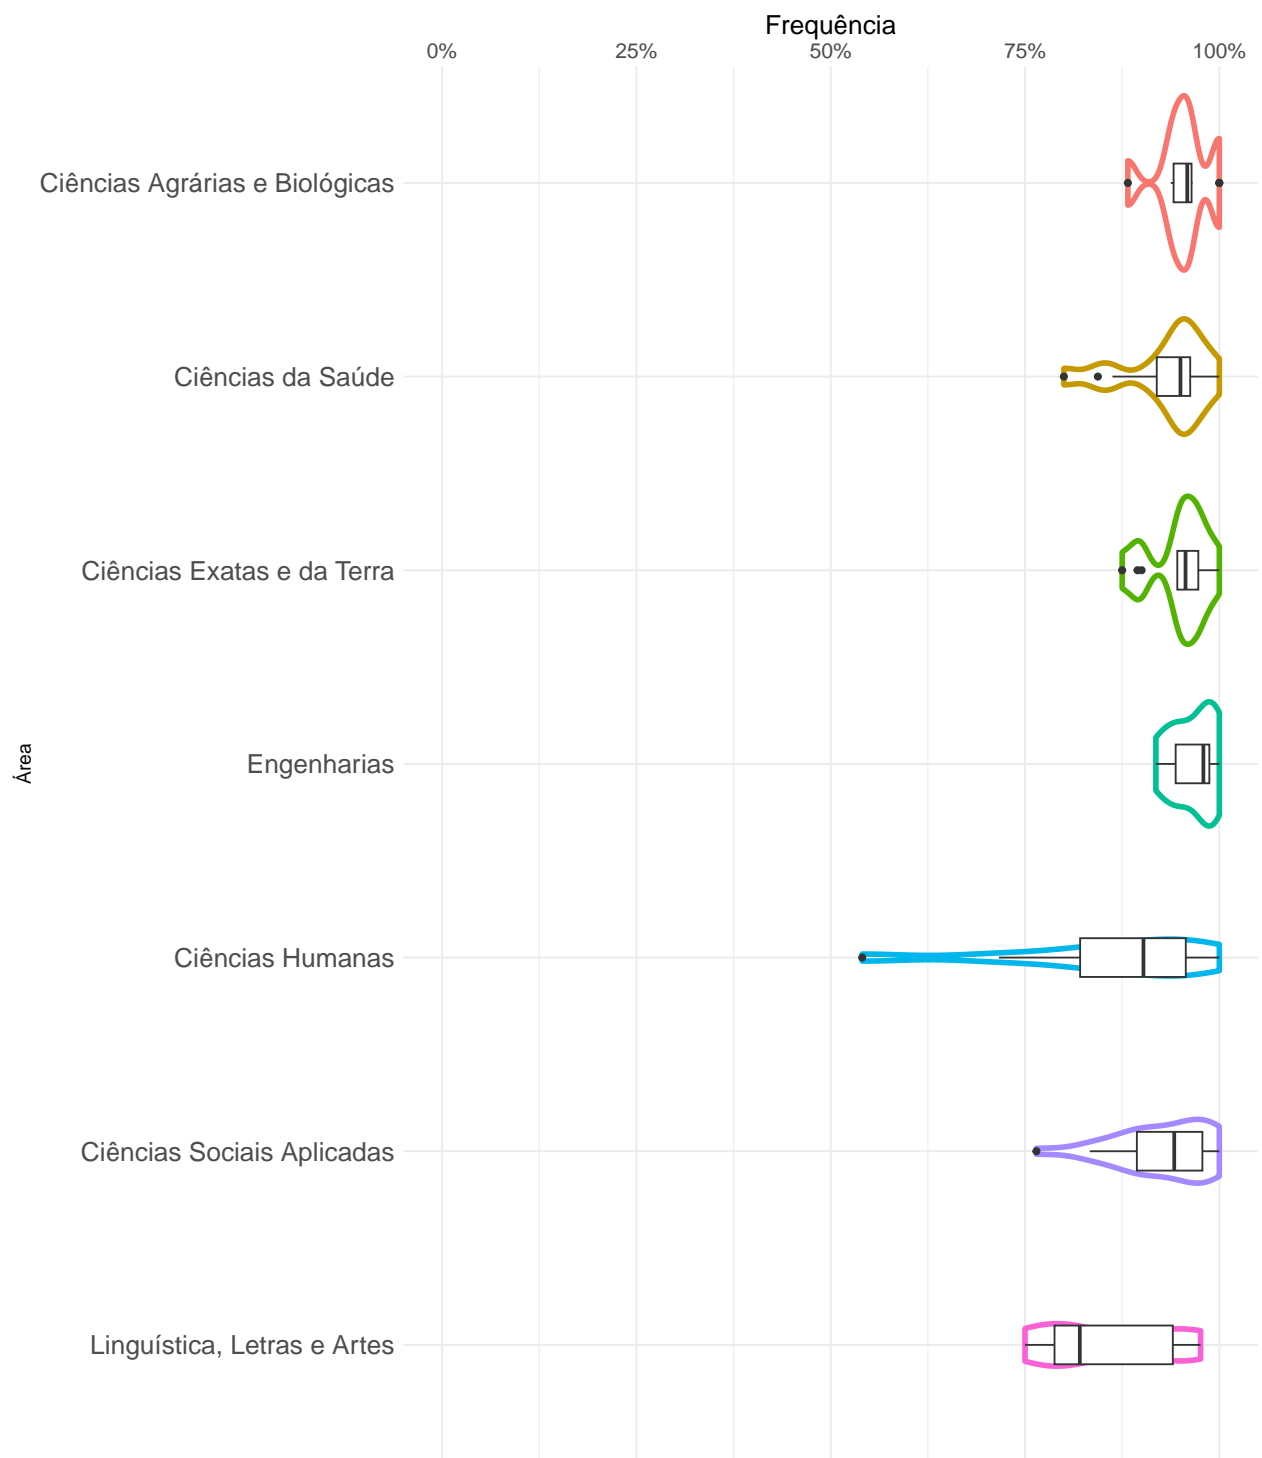 Frequência
0% 25% 50% 75% 100%
Ciências Agrárias e Biológicas
Ciências da Saúde
Ciências Exatas e da Terra
Engenharias
Área
Ciências Humanas
Ciências Sociais Aplicadas
Linguística, Letras e Artes